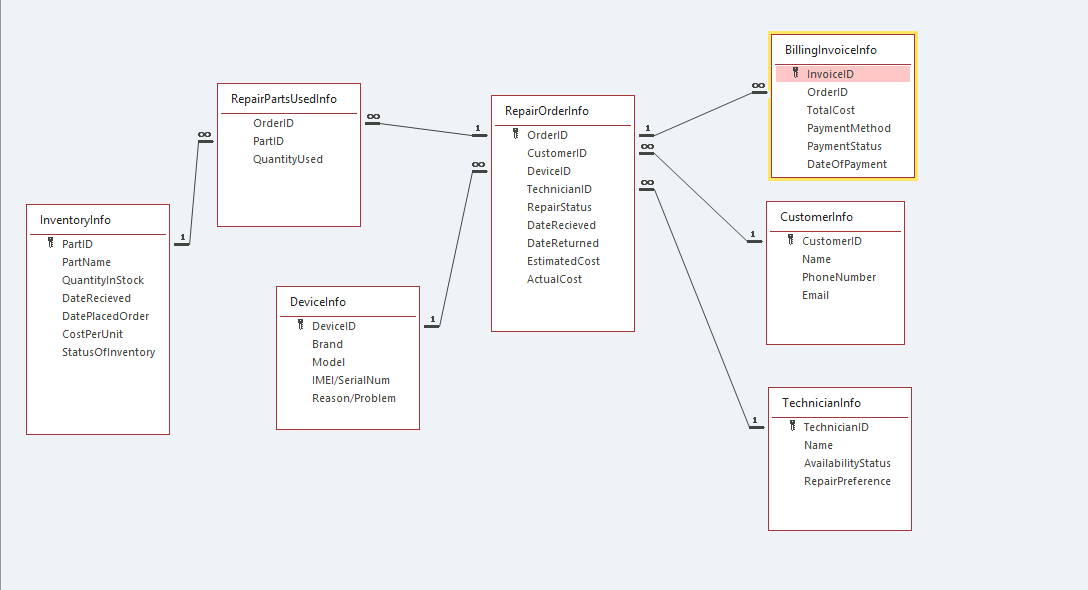 BillingInvoiceInfo
InvoiceID
OrderID
TotalCost
PaymentMethod
PaymentStatus
DateOfPayment
RepairPartsUsedInfo
OrderID
PartID
QuantityUsed
RepairOrderInfo
OrderID
CustomerID
DeviceID
TechnicianID
RepairStatus
DateRecieved
DateReturned
EstimatedCost
ActualCost
InventoryInfo
PartID
PartName
QuantityInStock
DateRecieved
DatePlacedOrder
CostPerUnit
StatusOfInventory
CustomerInfo
CustomerID
Name
PhoneNumber
Email
DeviceInfo
DeviceID
Brand
Model
IMEI/SerialNum
Reason/Problem
TechnicianInfo
TechnicianID
Name
AvailabilityStatus
RepairPreference
∞
1
∞
1
∞
1
1
∞
∞
1
∞
1